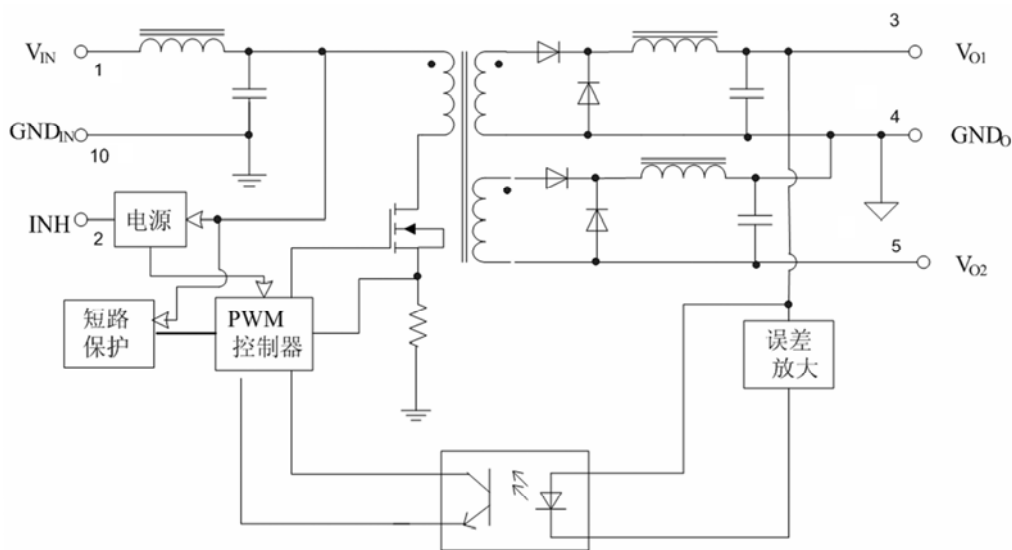 3
V_IN
1
V_O1
4
GND_IN
10
GND_O
INH
2
电源
5
V_O2
短路
保护
PWM
控制器
误差
放大